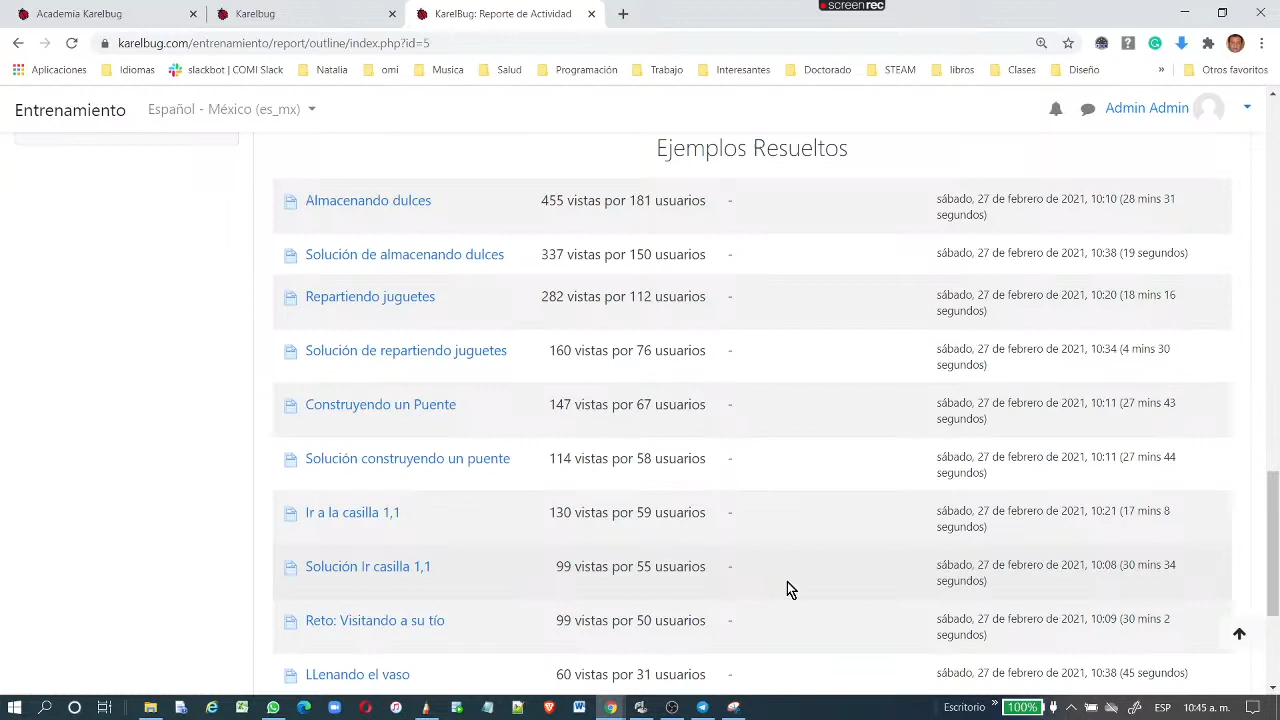 Academia Karelbug
Karelbug
KarelBug: Reporte de Actividad
screenrec
karelbug.com/entrenamiento/report/outline/index.php?id=5
Aplicaciones Idiomas slackbot | COMI Slack Natalia omi Musica Salud Programación Trabajo Interesantes Doctorado STEAM libros Clases Diseño » Otros favoritos
Entrenamiento Español - México (es_mx) Admin Admin
Ejemplos Resueltos
Almacenando dulces 455 vistas por 181 usuarios - sábado, 27 de febrero de 2021, 10:10 (28 mins 31
segundos)
Solución de almacenando dulces 337 vistas por 150 usuarios - sábado, 27 de febrero de 2021, 10:38 (19 segundos)
Repartiendo juguetes 282 vistas por 112 usuarios - sábado, 27 de febrero de 2021, 10:20 (18 mins 16
segundos)
Solución de repartiendo juguetes 160 vistas por 76 usuarios - sábado, 27 de febrero de 2021, 10:34 (4 mins 30
segundos)
Construyendo un Puente 147 vistas por 67 usuarios - sábado, 27 de febrero de 2021, 10:11 (27 mins 43
segundos)
Solución construyendo un puente 114 vistas por 58 usuarios - sábado, 27 de febrero de 2021, 10:11 (27 mins 44
segundos)
Ir a la casilla 1,1 130 vistas por 59 usuarios - sábado, 27 de febrero de 2021, 10:21 (17 mins 8
segundos)
Solución Ir casilla 1,1 99 vistas por 55 usuarios - sábado, 27 de febrero de 2021, 10:08 (30 mins 34
segundos)
Reto: Visitando a su tío 99 vistas por 50 usuarios - sábado, 27 de febrero de 2021, 10:09 (30 mins 2
segundos)
LLenando el vaso 60 vistas por 31 usuarios - sábado, 27 de febrero de 2021, 10:38 (45 segundos)
Escritorio » 100% ESP 10:45 a. m.